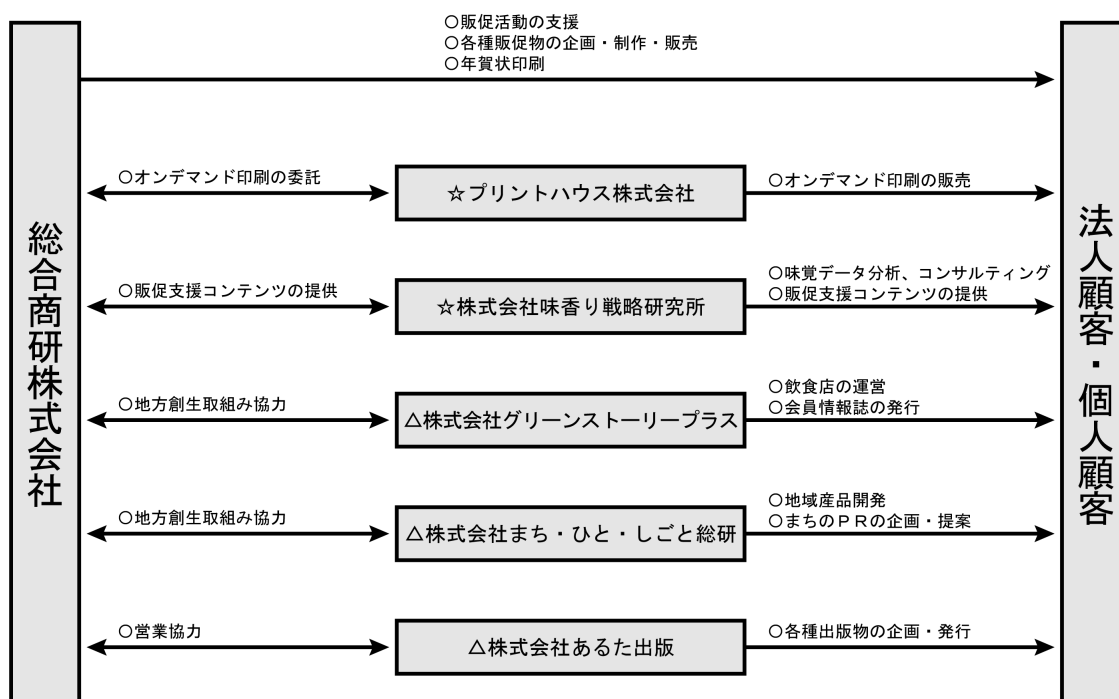 ○販促活動の支援
○各種販促物の企画・制作・販売
○年賀状印刷
総合商研株式会社
法人顧客・個人顧客
○オンデマンド印刷の委託
☆プリントハウス株式会社
○オンデマンド印刷の販売
○販促支援コンテンツの提供
☆株式会社味香り戦略研究所
○味覚データ分析、コンサルティング
○販促支援コンテンツの提供
○地方創生取組み協力
△株式会社グリーンストーリープラス
○飲食店の運営
○会員情報誌の発行
○地方創生取組み協力
△株式会社まち・ひと・しごと総研
○地域産品開発
○まちのPRの企画・提案
○営業協力
△株式会社あるた出版
○各種出版物の企画・発行